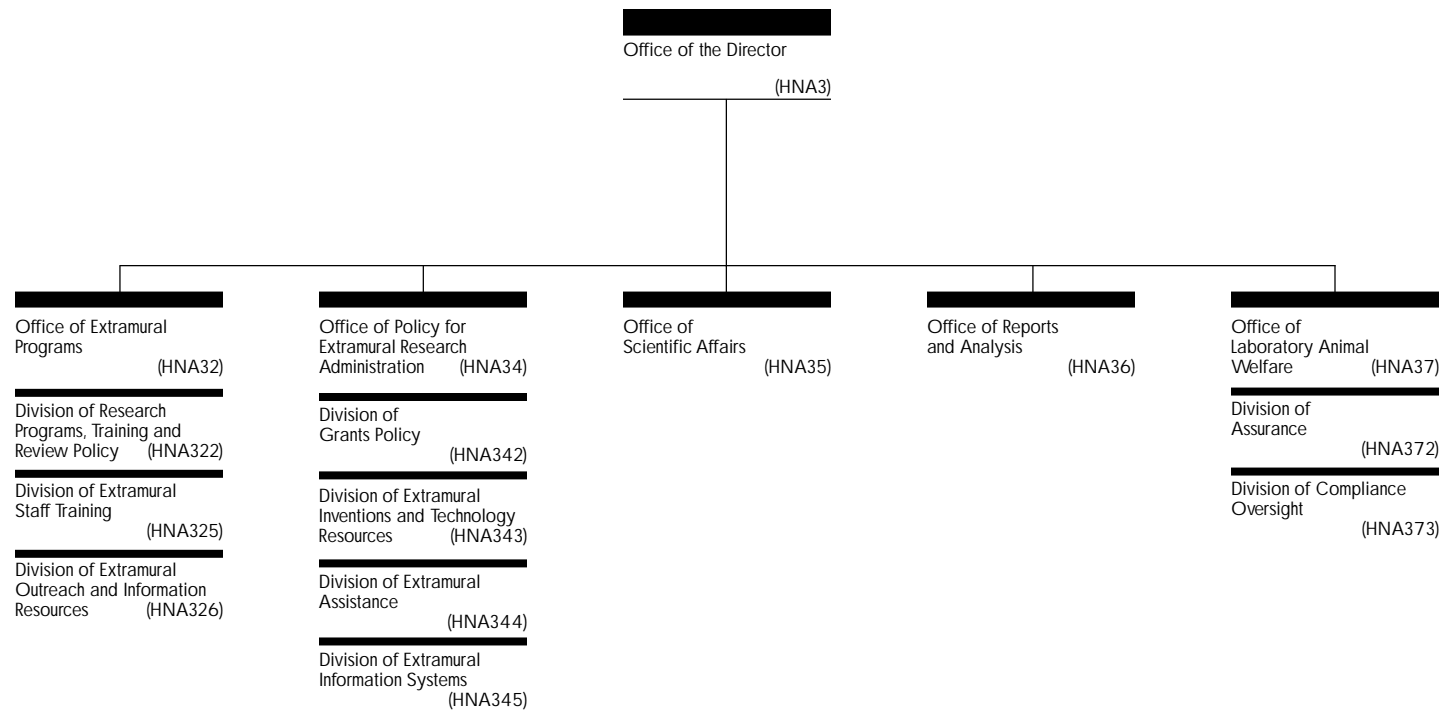 Office of the Director
(HNA3)
Office of Extramural
Programs
(HNA32)
Division of Research
Programs, Training and
Review Policy (HNA322)
Division of Extramural
Staff Training
(HNA325)
Division of Extramural
Outreach and Information
Resources (HNA326)
Office of Policy for
Extramural Research
Administration (HNA34)
Division of
Grants Policy
(HNA342)
Division of Extramural
Inventions and Technology
Resources (HNA343)
Division of Extramural
Assistance
(HNA344)
Division of Extramural
Information Systems
(HNA345)
Office of
Scientific Affairs
(HNA35)
Office of Reports
and Analysis
(HNA36)
Office of
Laboratory Animal
Welfare (HNA37)
Division of
Assurance
(HNA372)
Division of Compliance
Oversight
(HNA373)